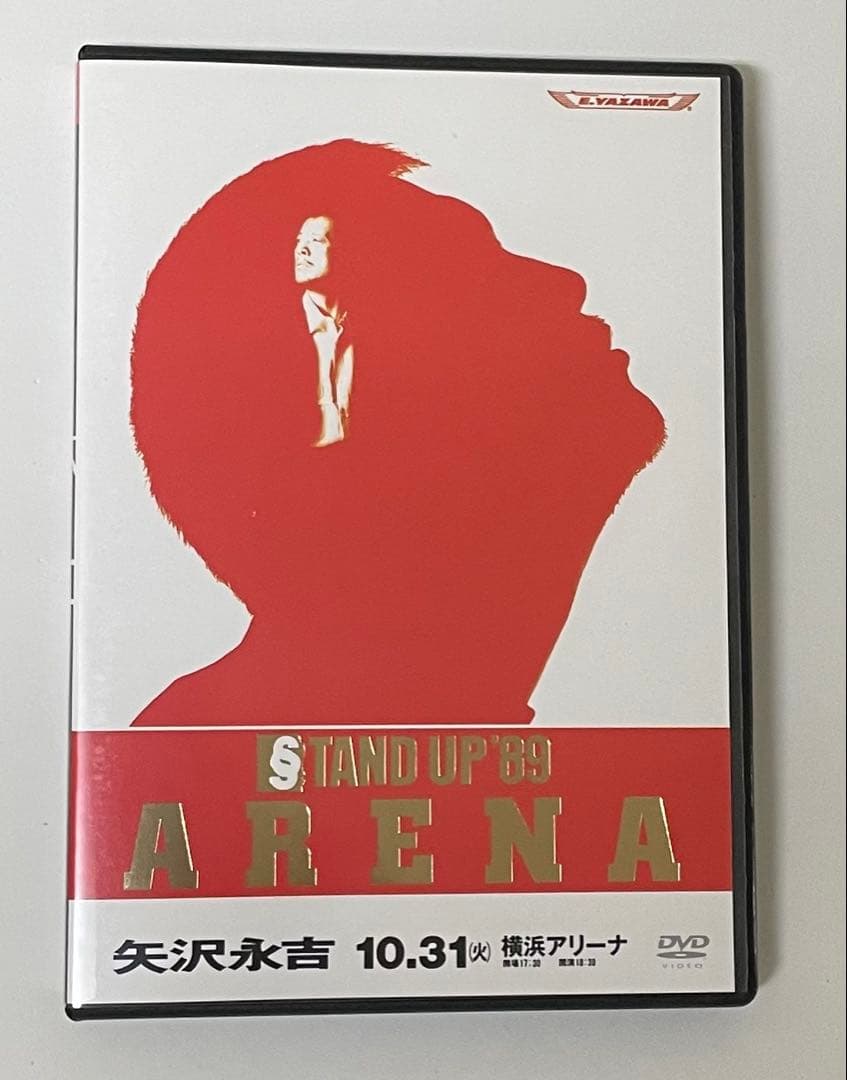 E.YAZAWA
STAND UP '89
ARENA
矢沢永吉 10.31(火) 横浜アリーナ
開場17:30 開演18:30
DVD
VIDEO